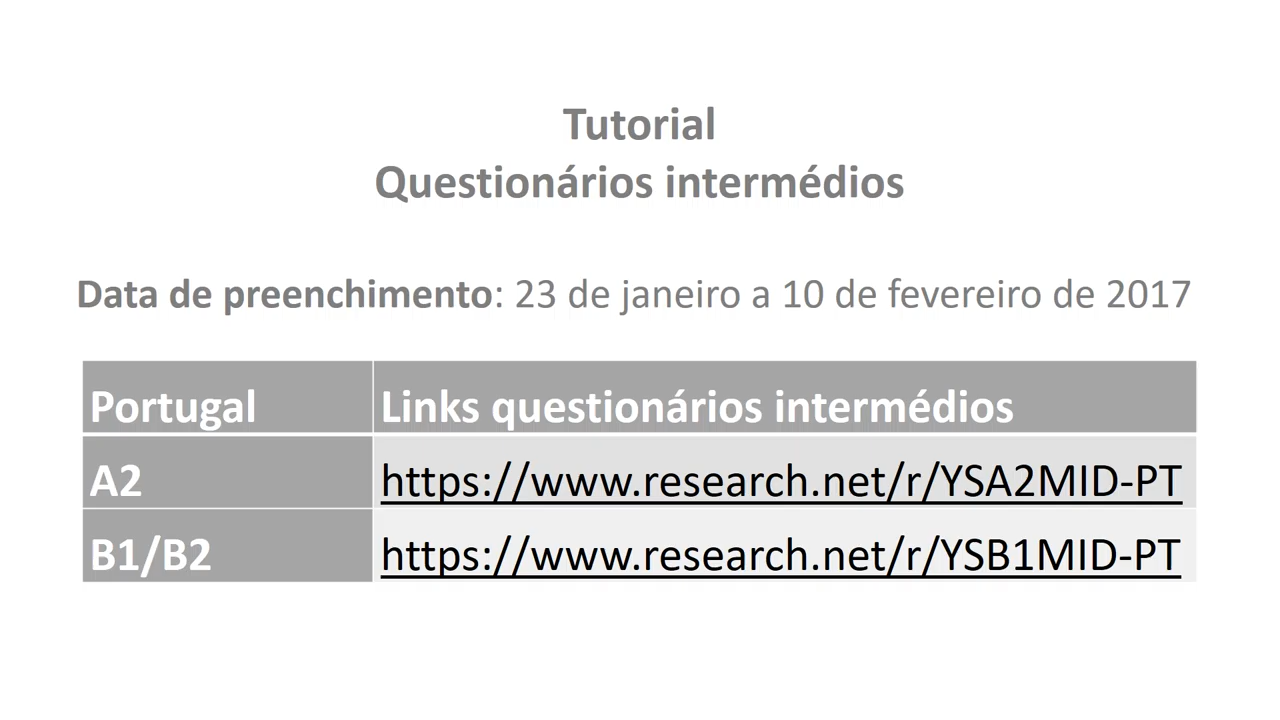 Tutorial
Questionários intermédios
Data de preenchimento: 23 de janeiro a 10 de fevereiro de 2017
Portugal Links questionários intermédios
A2 https://www.research.net/r/YSA2MID-PT
B1/B2 https://www.research.net/r/YSB1MID-PT